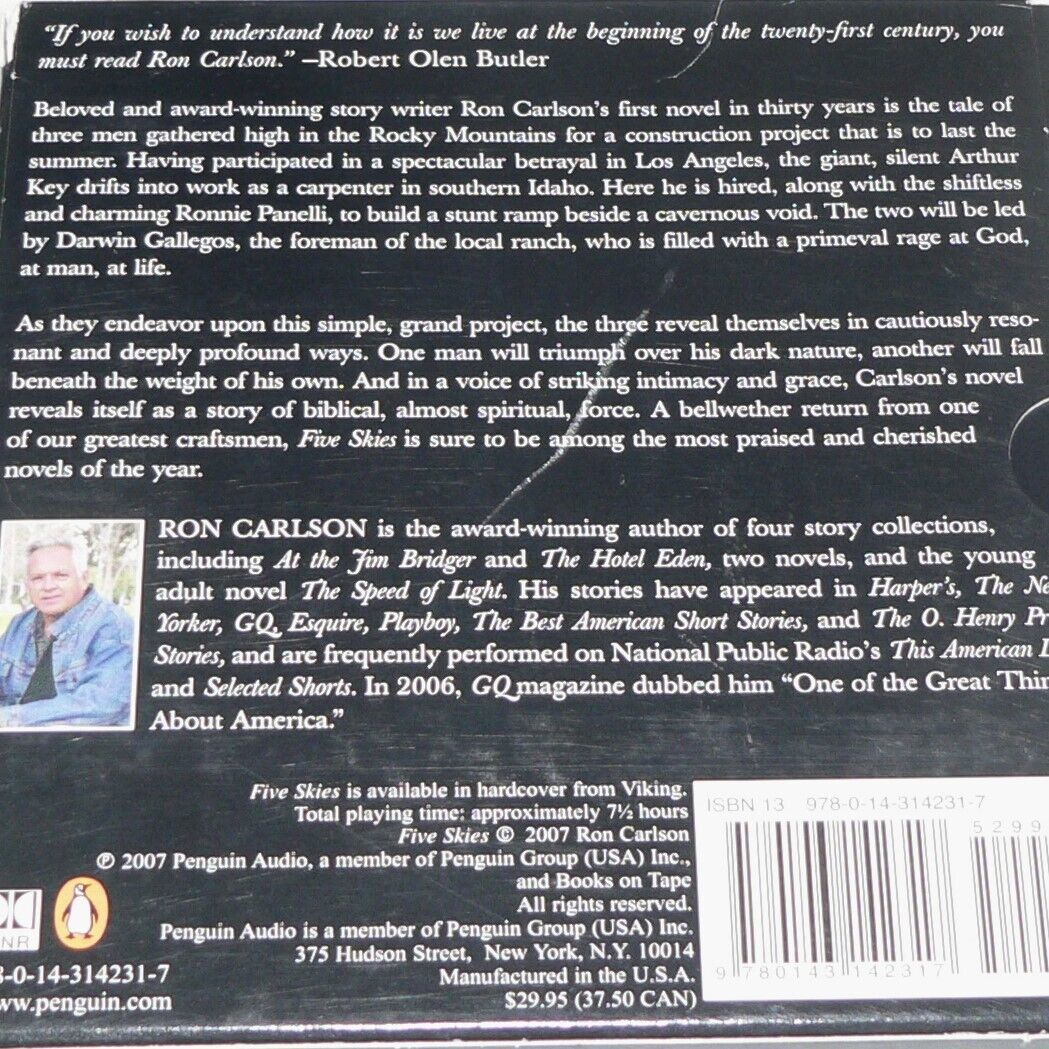 “If you wish to understand how it is we live at the beginning of the twenty-first century, you
must read Ron Carlson.” —Robert Olen Butler
Beloved and award-winning story writer Ron Carlson’s first novel in thirty years is the tale of
three men gathered high in the Rocky Mountains for a construction project that is to last the
summer. Having participated in a spectacular betrayal in Los Angeles, the giant, silent Arthur
Key drifts into work as a carpenter in southern Idaho. Here he is hired, along with the shiftless
and charming Ronnie Panelli, to build a stunt ramp beside a cavernous void. The two will be led
by Darwin Gallegos, the foreman of the local ranch, who is filled with a primeval rage at God,
at man, at life.
As they endeavor upon this simple, grand project, the three reveal themselves in cautiously reso-
nant and deeply profound ways. One man will triumph over his dark nature, another will fall
beneath the weight of his own. And in a voice of striking intimacy and grace, Carlson’s novel
reveals itself as a story of biblical, almost spiritual, force. A bellwether return from one
of our greatest craftsmen, Five Skies is sure to be among the most praised and cherished
novels of the year.
RON CARLSON is the award-winning author of four story collections,
including At the Jim Bridger and The Hotel Eden, two novels, and the young
adult novel The Speed of Light. His stories have appeared in Harper’s, The Ne
Yorker, GQ, Esquire, Playboy, The Best American Short Stories, and The O. Henry Pr
Stories, and are frequently performed on National Public Radio’s This American L
and Selected Shorts. In 2006, GQ magazine dubbed him “One of the Great Thin
About America.”
Five Skies is available in hardcover from Viking.
Total playing time: approximately 7½ hours
Five Skies © 2007 Ron Carlson
℗ 2007 Penguin Audio, a member of Penguin Group (USA) Inc.,
and Books on Tape
All rights reserved.
Penguin Audio is a member of Penguin Group (USA) Inc.
375 Hudson Street, New York, N.Y. 10014
Manufactured in the U.S.A.
$29.95 (37.50 CAN)
NR
8-0-14-314231-7
ww.penguin.com
ISBN 13 978-0-14-314231-7
5 2 9 9
9 780143 142317